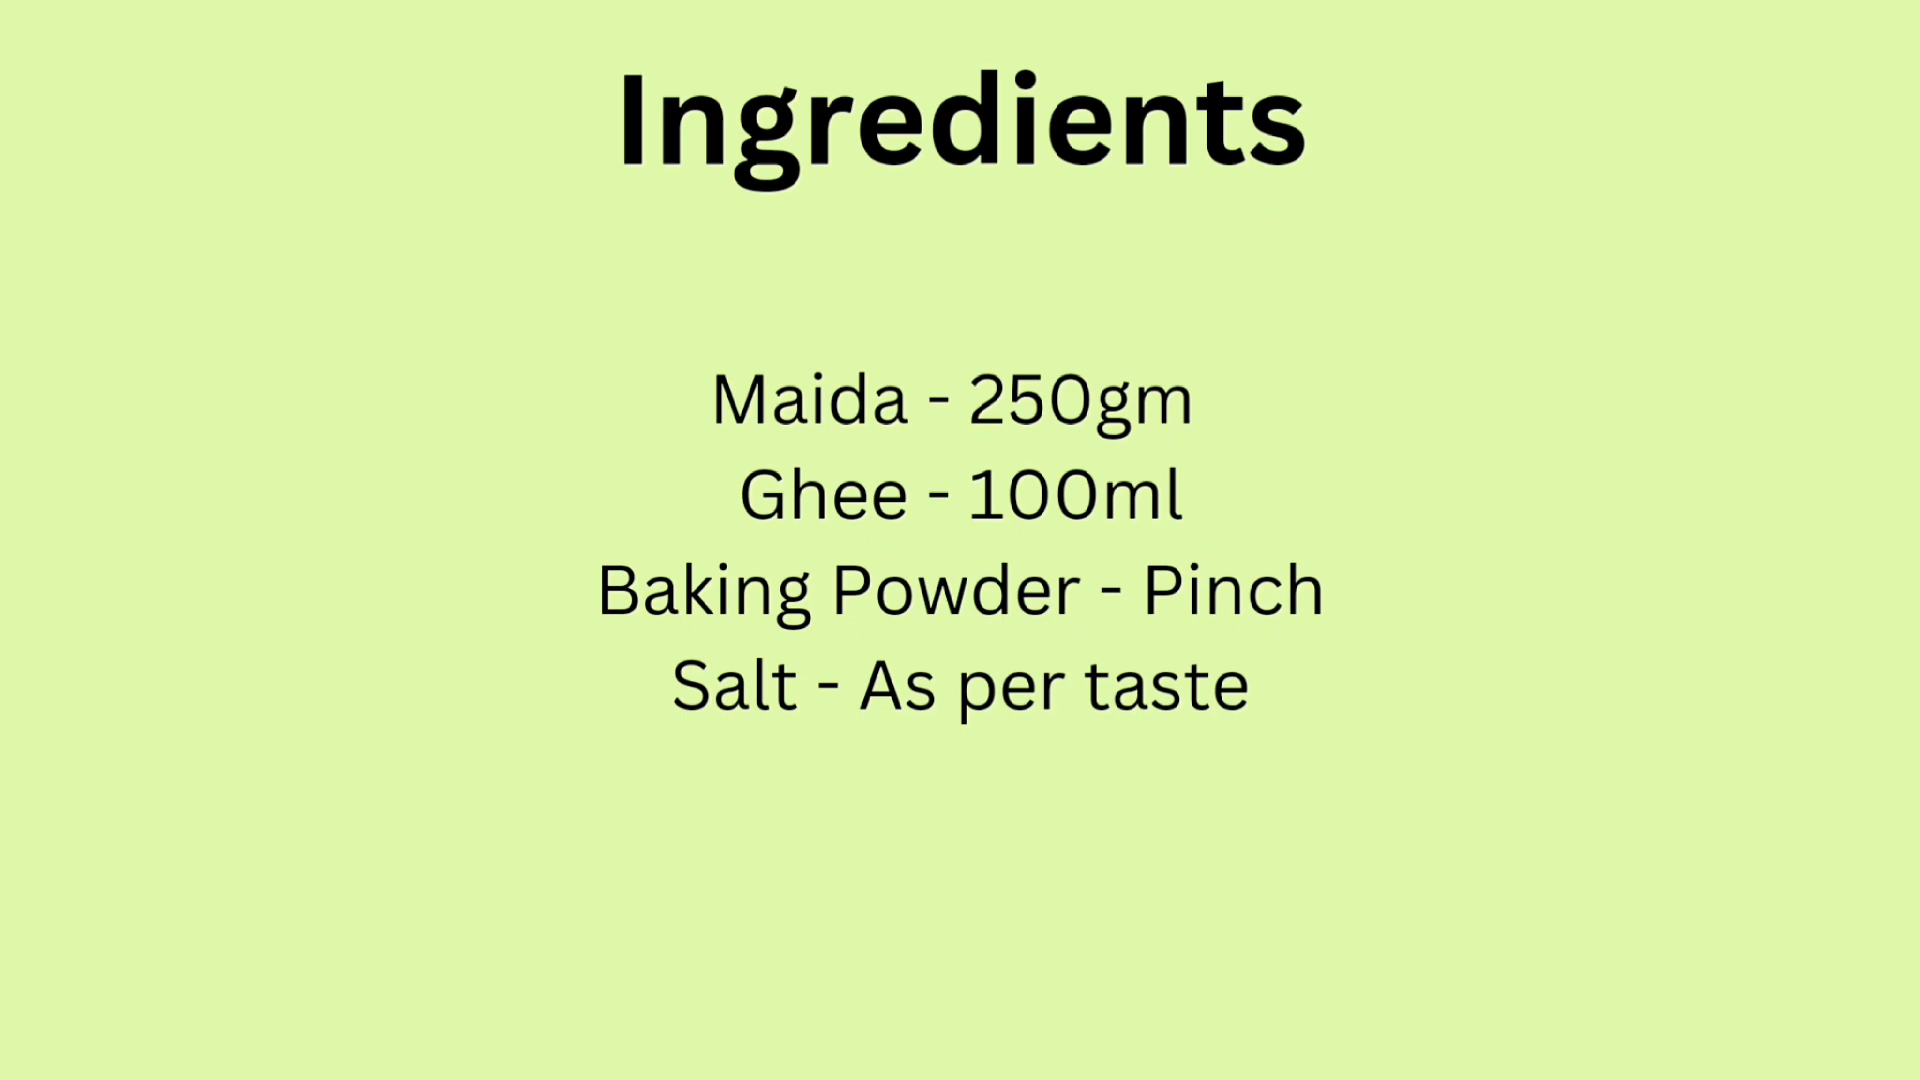 Ingredients
Maida - 250gm
Ghee - 100ml
Baking Powder - Pinch
Salt - As per taste